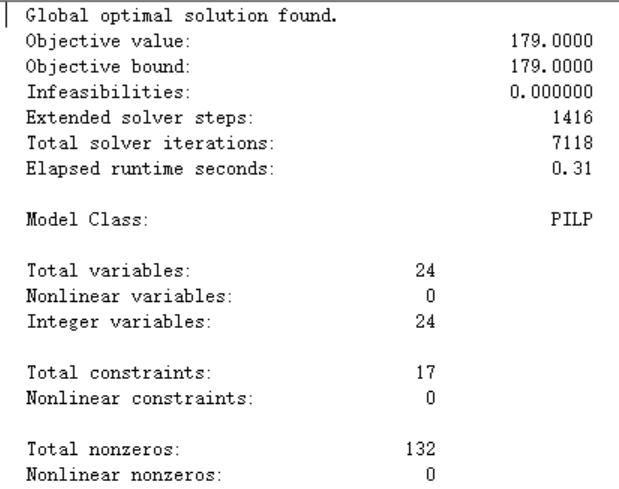 Global optimal solution found.
Objective value: 179.0000
Objective bound: 179.0000
Infeasibilities: 0.000000
Extended solver steps: 1416
Total solver iterations: 7118
Elapsed runtime seconds: 0.31
Model Class: PILP
Total variables: 24
Nonlinear variables: 0
Integer variables: 24
Total constraints: 17
Nonlinear constraints: 0
Total nonzeros: 132
Nonlinear nonzeros: 0